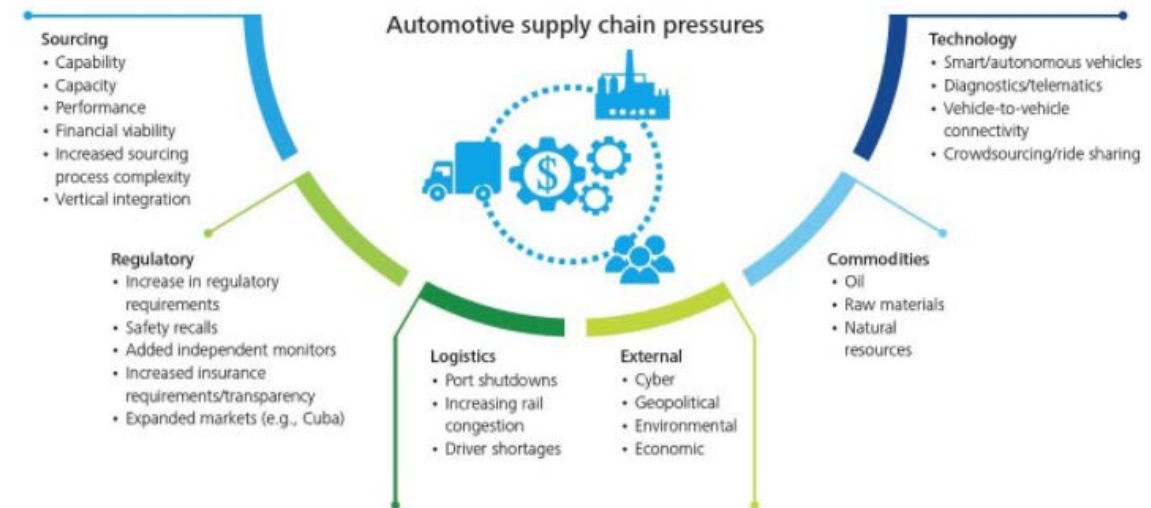 Automotive supply chain pressures
Sourcing
• Capability
• Capacity
• Performance
• Financial viability
• Increased sourcing
process complexity
• Vertical integration
Regulatory
• Increase in regulatory
requirements
• Safety recalls
• Added independent monitors
• Increased insurance
requirements/transparency
• Expanded markets (e.g., Cuba)
Logistics
• Port shutdowns
• Increasing rail
congestion
• Driver shortages
External
• Cyber
• Geopolitical
• Environmental
• Economic
Commodities
• Oil
• Raw materials
• Natural
resources
Technology
• Smart/autonomous vehicles
• Diagnostics/telematics
• Vehicle-to-vehicle
connectivity
• Crowdsourcing/ride sharing
$